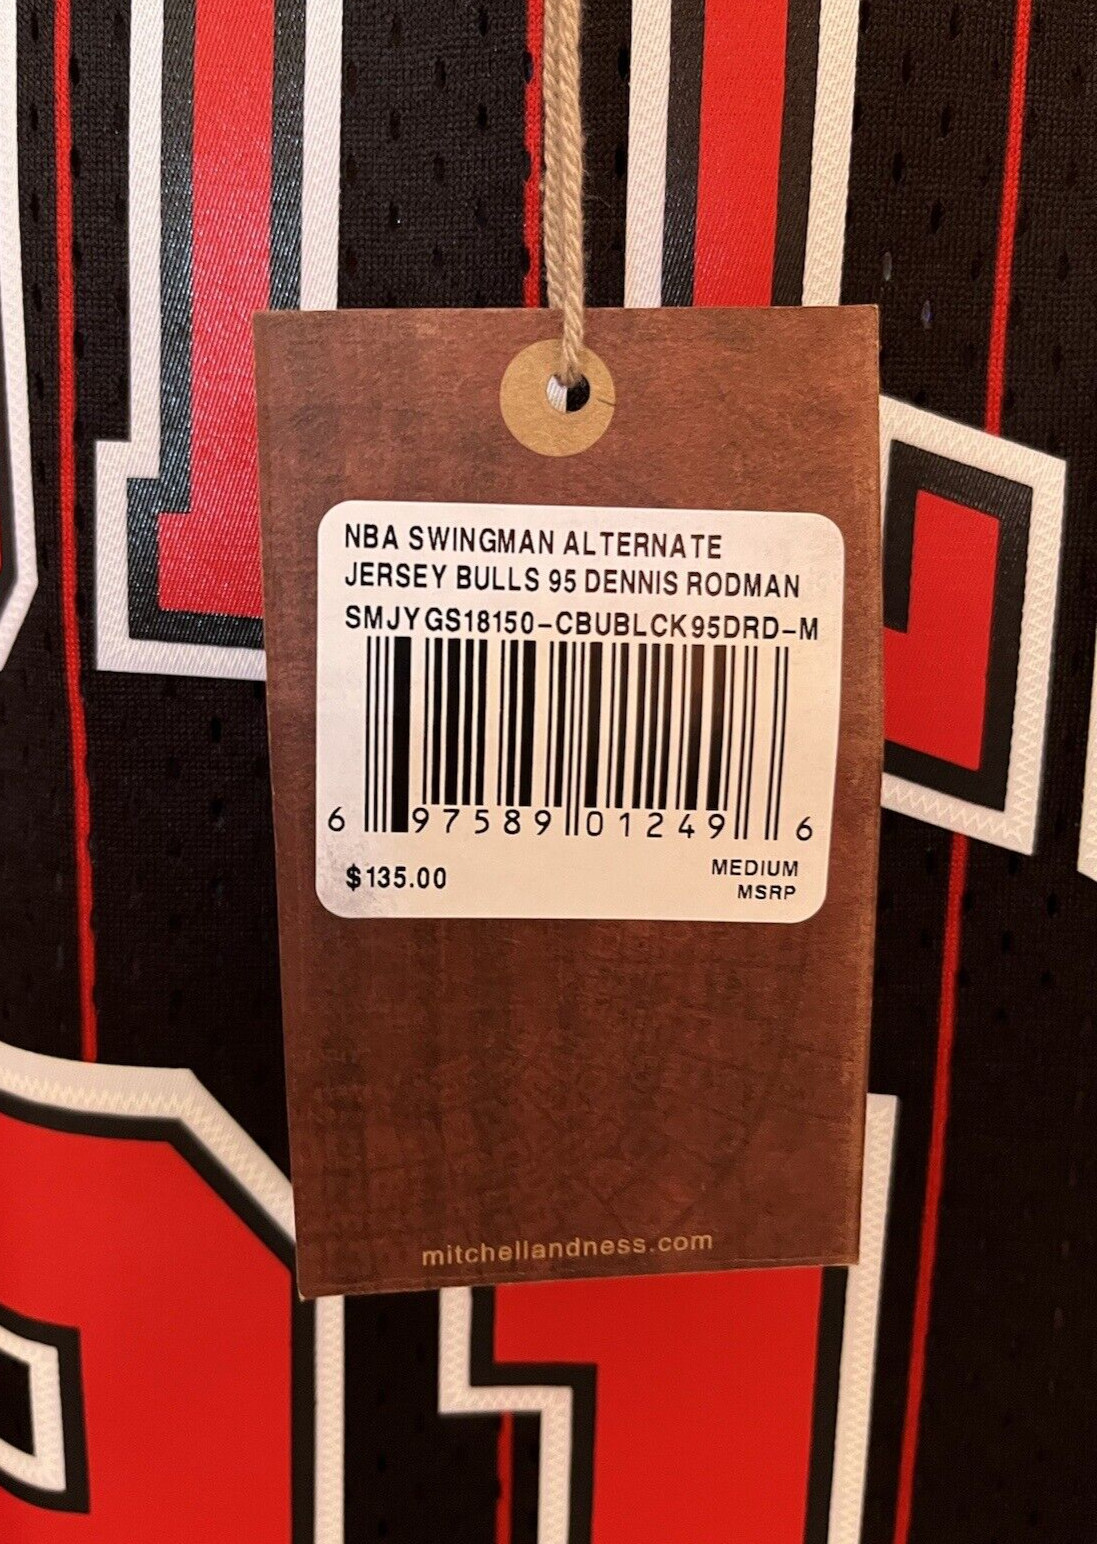 NBA SWINGMAN ALTERNATE
JERSEY BULLS 95 DENNIS RODMAN
SMJYGS18150-CBUBLCK95DRD-M
6 97589 01249 6
$135.00
MEDIUM
MSRP
mitchellandness.com
91